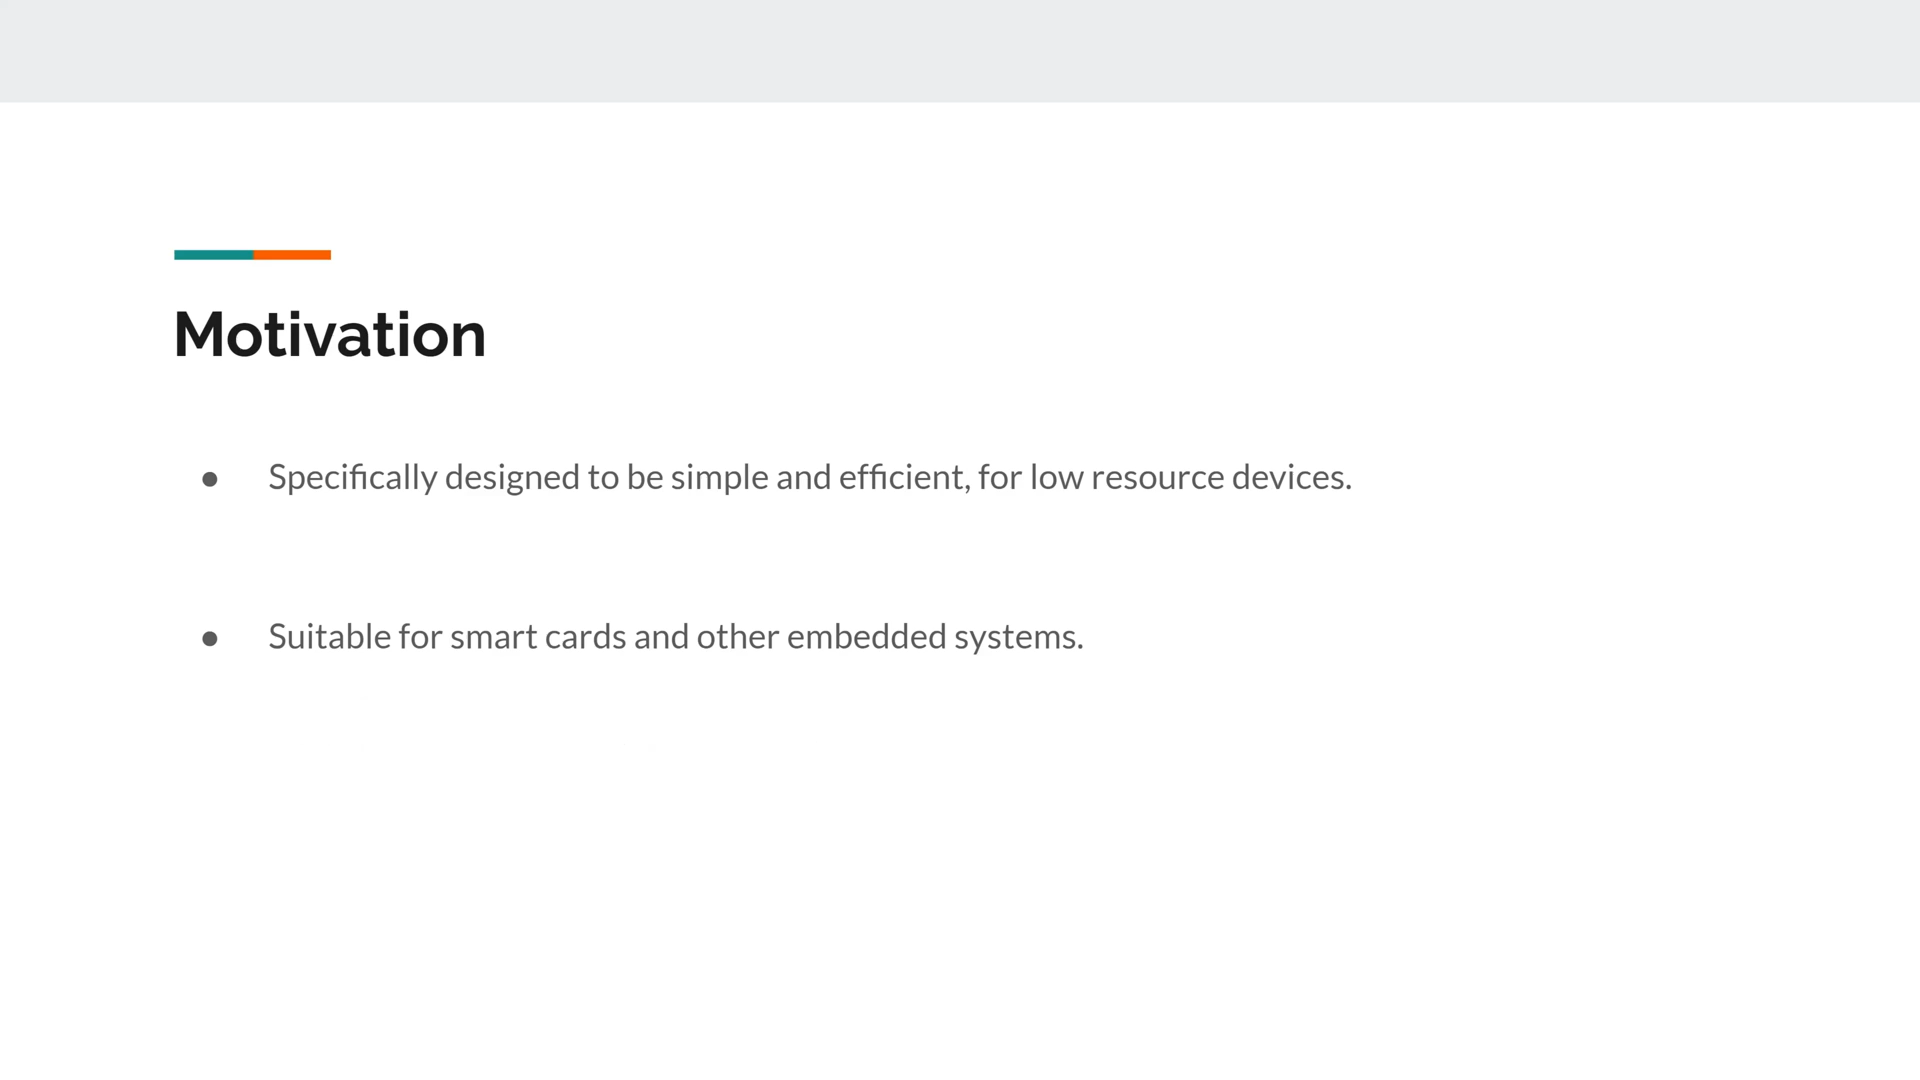 Motivation
● Specifically designed to be simple and efficient, for low resource devices.
● Suitable for smart cards and other embedded systems.